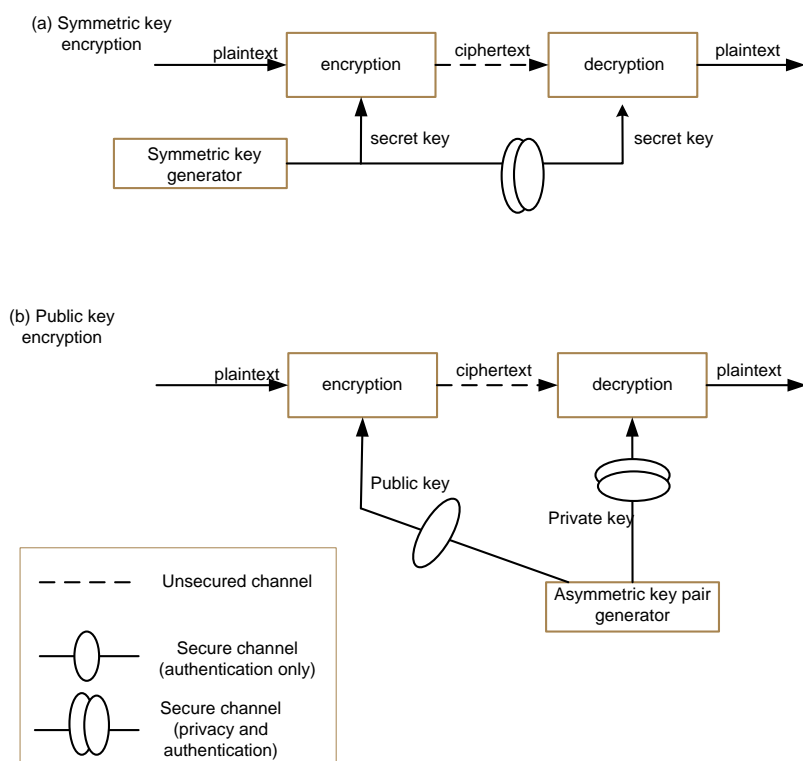 (a) Symmetric key
encryption
plaintext
encryption
ciphertext
decryption
plaintext
secret key
secret key
Symmetric key
generator
(b) Public key
encryption
plaintext
encryption
ciphertext
decryption
plaintext
Public key
Private key
Asymmetric key pair
generator
Unsecured channel
Secure channel
(authentication only)
Secure channel
(privacy and
authentication)